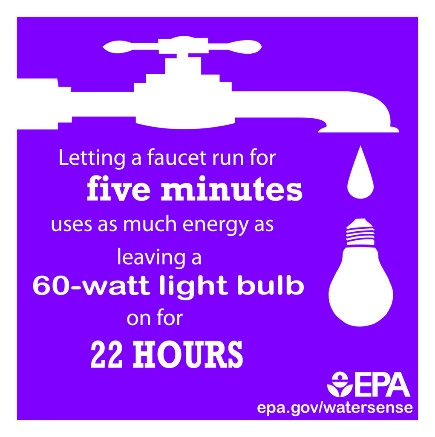 Letting a faucet run for
five minutes
uses as much energy as
leaving a
60-watt light bulb
on for
22 HOURS
EPA
epa.gov/watersense